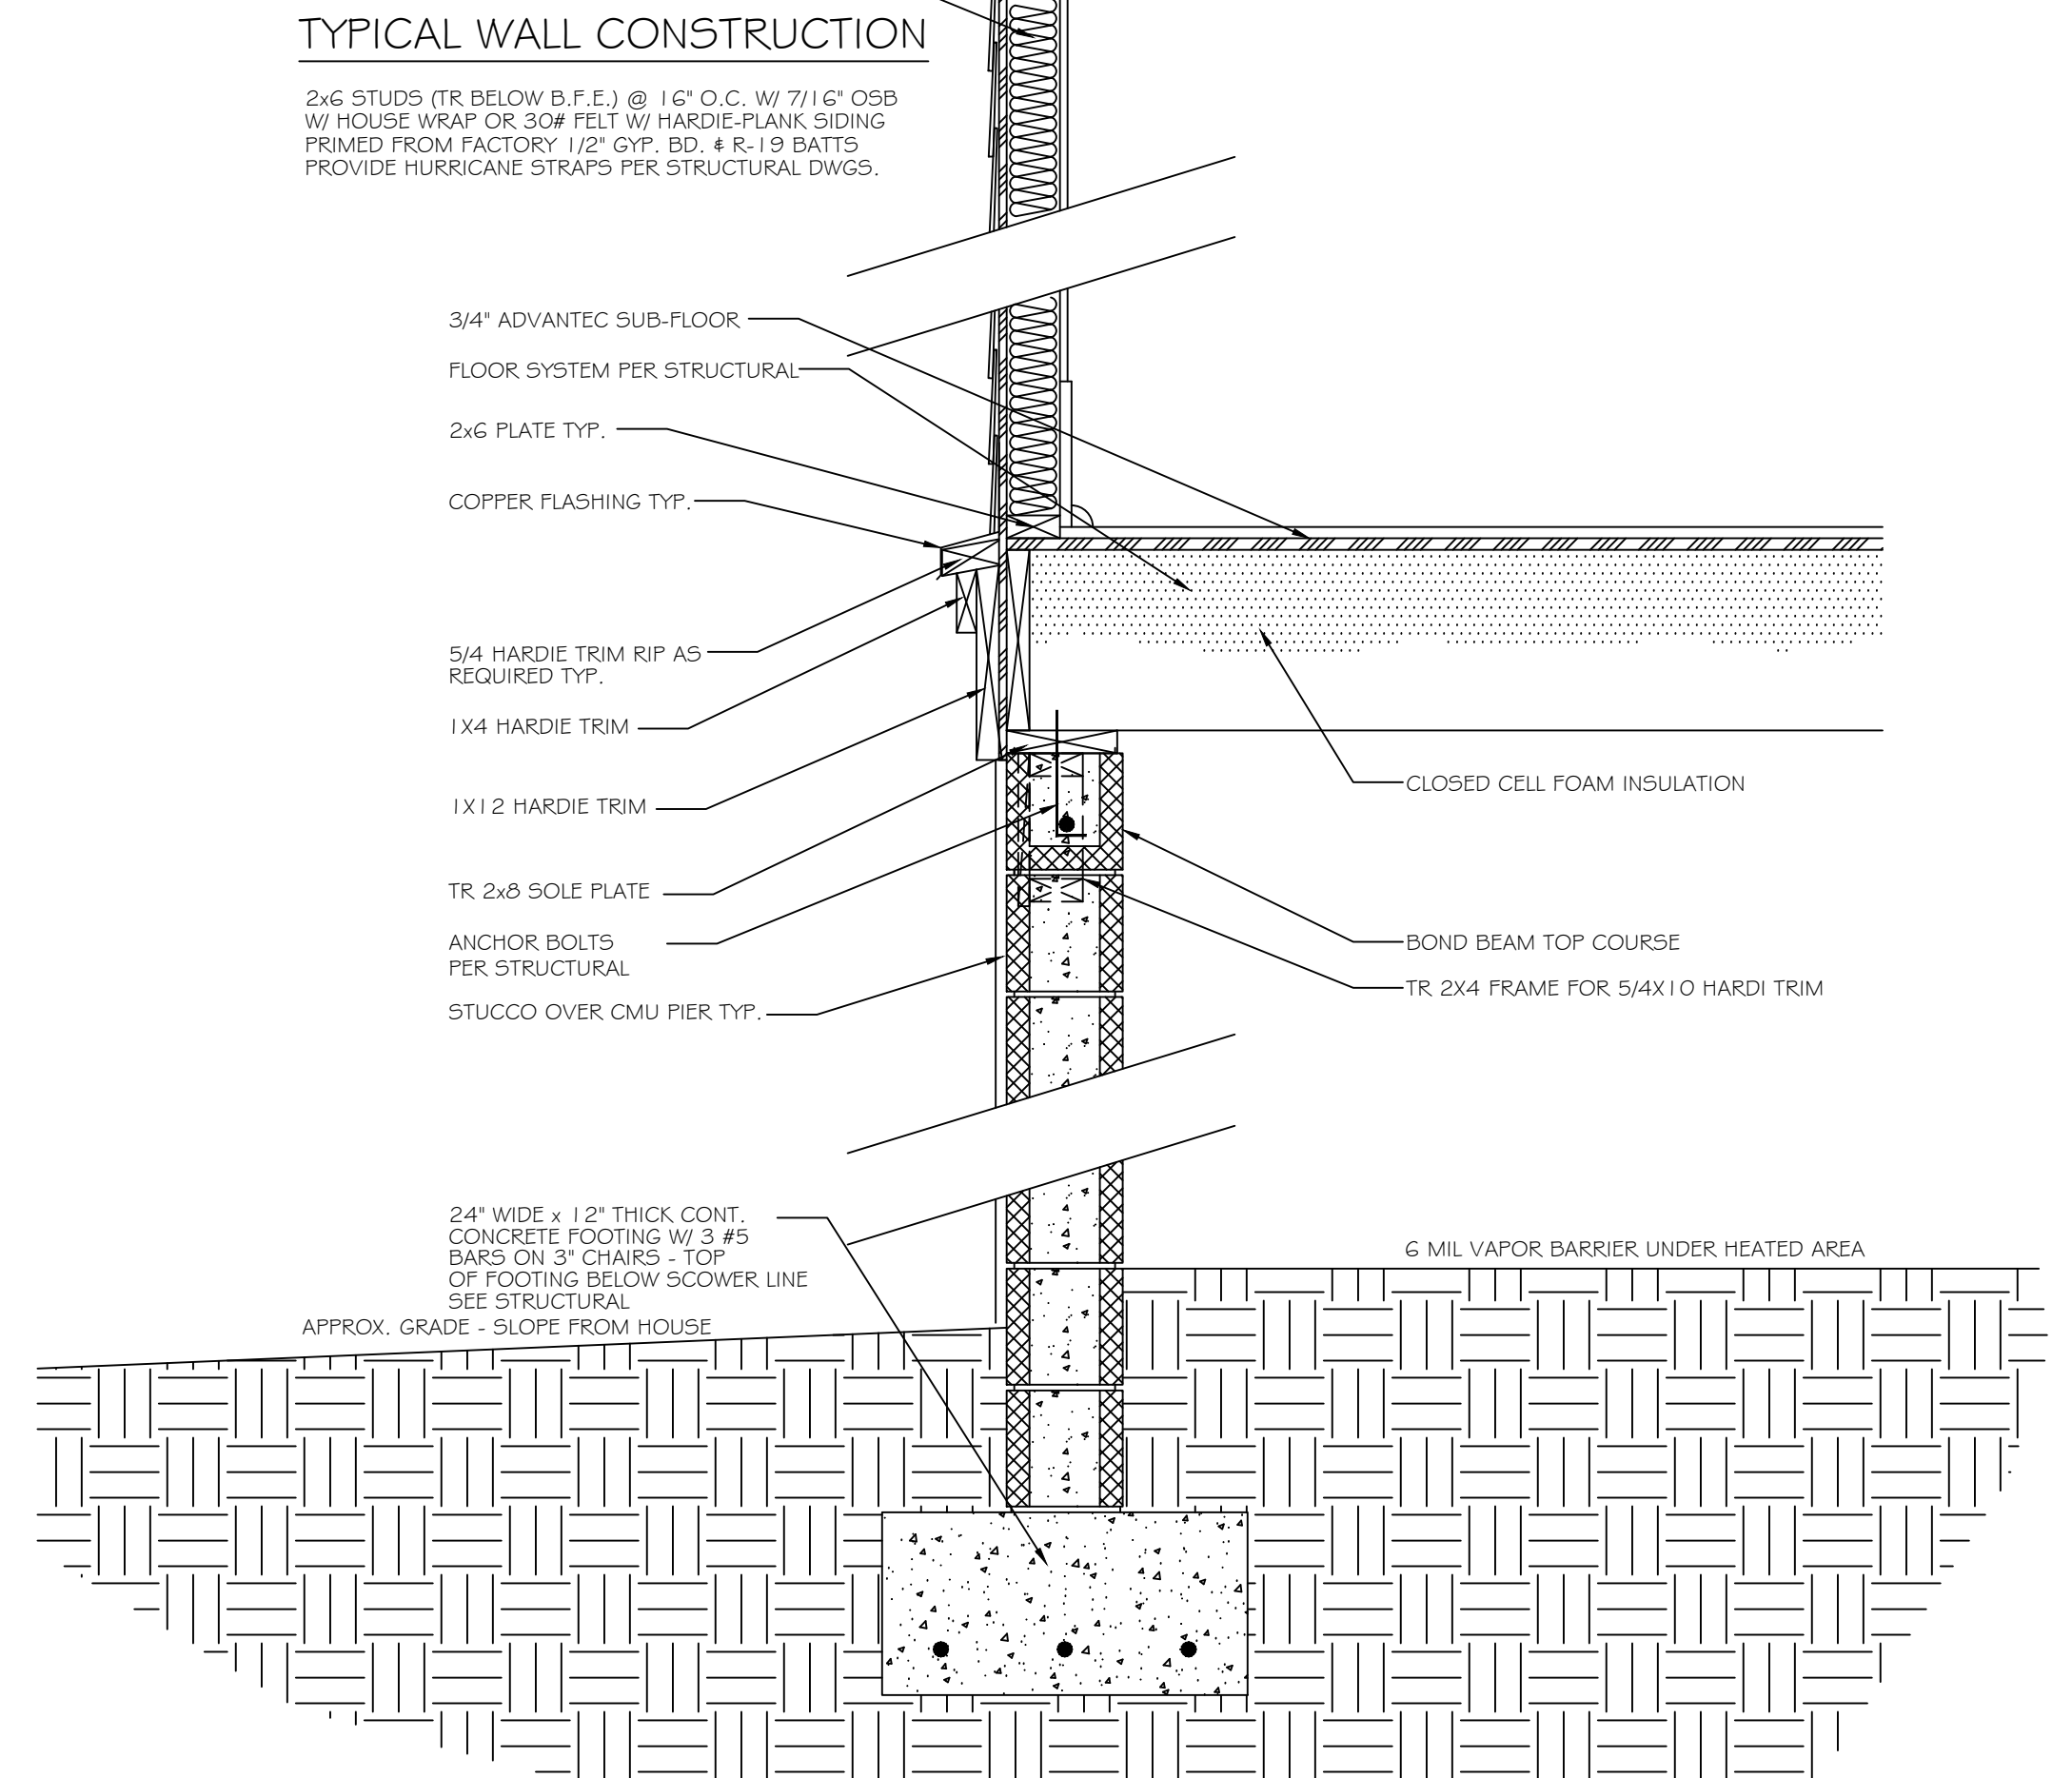 TYPICAL WALL CONSTRUCTION
2x6 STUDS (TR BELOW B.F.E.) @ 16" O.C. W/ 7/16" OSB
W/ HOUSE WRAP OR 30# FELT W/ HARDIE-PLANK SIDING
PRIMED FROM FACTORY 1/2" GYP. BD. & R-19 BATTS
PROVIDE HURRICANE STRAPS PER STRUCTURAL DWGS.
3/4" ADVANTEC SUB-FLOOR
FLOOR SYSTEM PER STRUCTURAL
2x6 PLATE TYP.
COPPER FLASHING TYP.
5/4 HARDIE TRIM RIP AS
REQUIRED TYP.
1X4 HARDIE TRIM
1X12 HARDIE TRIM
TR 2x8 SOLE PLATE
ANCHOR BOLTS
PER STRUCTURAL
STUCCO OVER CMU PIER TYP.
CLOSED CELL FOAM INSULATION
BOND BEAM TOP COURSE
TR 2X4 FRAME FOR 5/4X10 HARDI TRIM
24" WIDE x 12" THICK CONT.
CONCRETE FOOTING W/ 3 #5
BARS ON 3" CHAIRS - TOP
OF FOOTING BELOW SCOWER LINE
SEE STRUCTURAL
APPROX. GRADE - SLOPE FROM HOUSE
6 MIL VAPOR BARRIER UNDER HEATED AREA